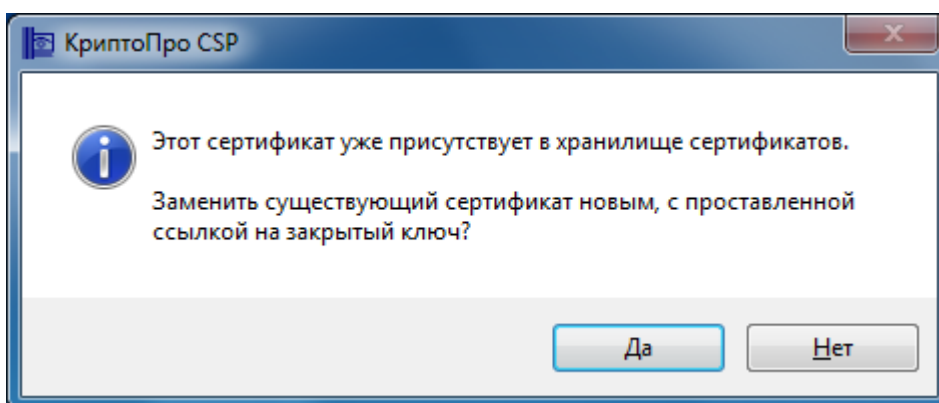 КриптоПро CSP
Этот сертификат уже присутствует в хранилище сертификатов.
Заменить существующий сертификат новым, с проставленной
ссылкой на закрытый ключ?
Да
Нет